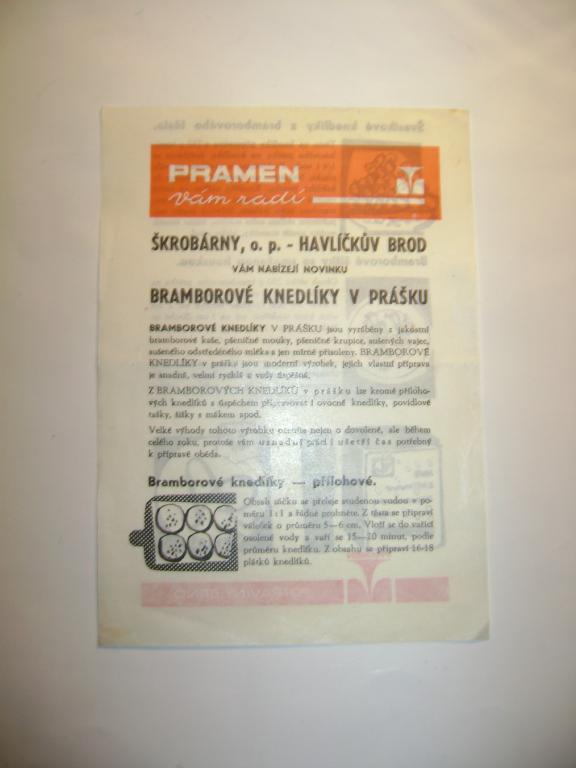 PRAMEN
vám radí
ŠKROBÁRNY, o. p. - HAVLÍČKŮV BROD
VÁM NABÍZEJÍ NOVINKU
BRAMBOROVÉ KNEDLÍKY V PRÁŠKU
BRAMBOROVÉ KNEDLÍKY V PRÁŠKU jsou vyráběny z jakostní
bramborové kaše, pšeničné mouky, pšeničné krupice, sušených vajec,
sušeného odstředěného mléka a jen mírně přisoleny. BRAMBOROVÉ
KNEDLÍKY v prášku jsou moderní výrobek, jejich vlastní příprava
je snadná, velmi rychlá a vždy úspěšná.
Z BRAMBOROVÝCH KNEDLÍKŮ v prášku lze kromě příloho-
vých knedlíků s úspěchem připravovat i ovocné knedlíky, povidlové
tašky, šišky s mákem apod.
Velké výhody tohoto výrobku oceníte nejen o dovolené, ale během
celého roku, protože vám usnadní práci i ušetří čas potřebný
k přípravě oběda.
Bramborové knedlíky — přílohové.
Obsah sáčku se přeleje studenou vodou v po-
měru 1:1 a řádně prohněte. Z těsta se připraví
váleček o průměru 5—6 cm. Vloží se do vařící
osolené vody a vaří se 15—20 minut, podle
průměru knedlíku. Z obsahu se připraví 16-18
plátků knedlíků.